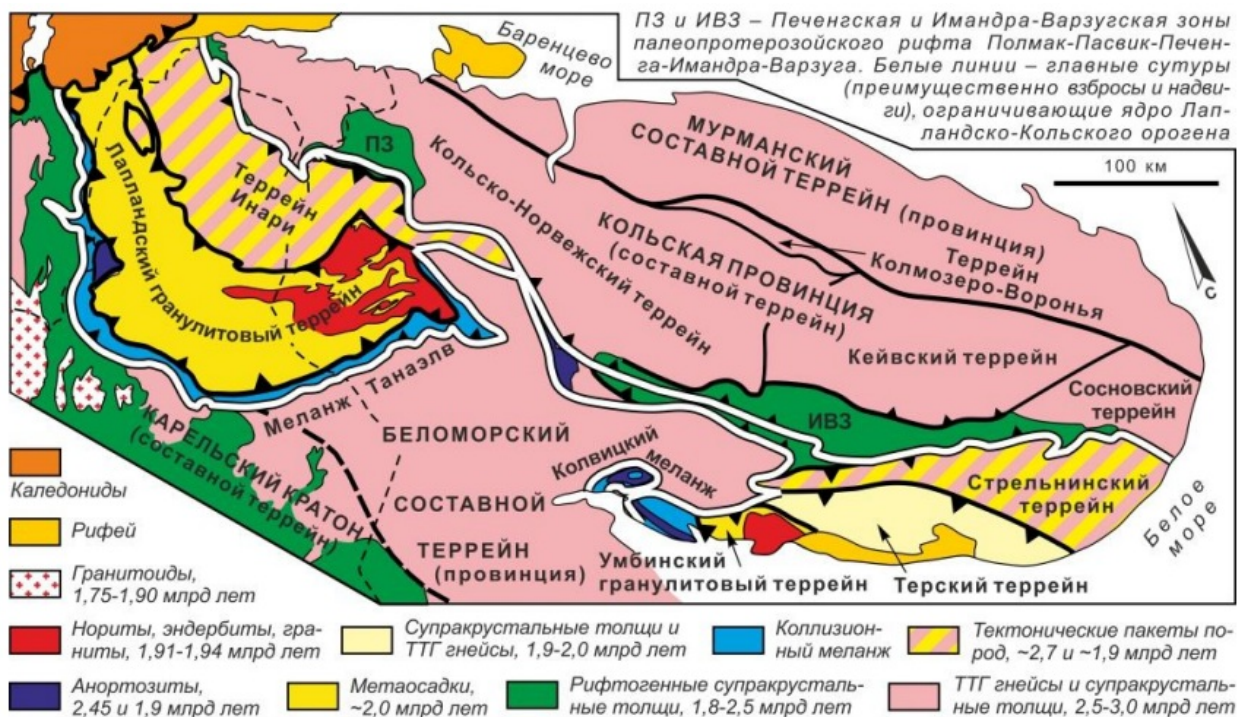 ПЗ и ИВЗ – Печенгская и Имандра-Варзугская зоны
палеопротерозойского рифта Полмак-Пасвик-Печен-
га-Имандра-Варзуга. Белые линии – главные сутуры
(преимущественно взбросы и надви-
ги), ограничивающие ядро Лап-
ландско-Кольского орогена
100 км
С
Баренцево
море
ПЗ
МУРМАНСКИЙ
СОСТАВНОЙ ТЕРРЕЙН (провинция)
Террейн
Колмозеро-Воронья
Кольско-Норвежский террейн
КОЛЬСКАЯ ПРОВИНЦИЯ
(составной террейн)
Террейн
Инари
Лапландский гранулитовый террейн
Кейвский террейн
Сосновский
террейн
ИВЗ
Меланж Танаэлв
КАРЕЛЬСКИЙ КРАТОН
(составной террейн)
БЕЛОМОРСКИЙ
СОСТАВНОЙ
ТЕРРЕЙН
(провинция)
Колвицкий
меланж
Стрельнинский
террейн
Белое
море
Умбинский
гранулитовый террейн
Терский террейн
Каледониды
Рифей
Гранитоиды,
1,75-1,90 млрд лет
Нориты, эндербиты, гра-
ниты, 1,91-1,94 млрд лет
Супракрустальные толщи и
ТТГ гнейсы, 1,9-2,0 млрд лет
Коллизион-
ный меланж
Тектонические пакеты по-
род, ~2,7 и ~1,9 млрд лет
Анортозиты,
2,45 и 1,9 млрд лет
Метаосадки,
~2,0 млрд лет
Рифтогенные супракрусталь-
ные толщи, 1,8-2,5 млрд лет
ТТГ гнейсы и супракрусталь-
ные толщи, 2,5-3,0 млрд лет